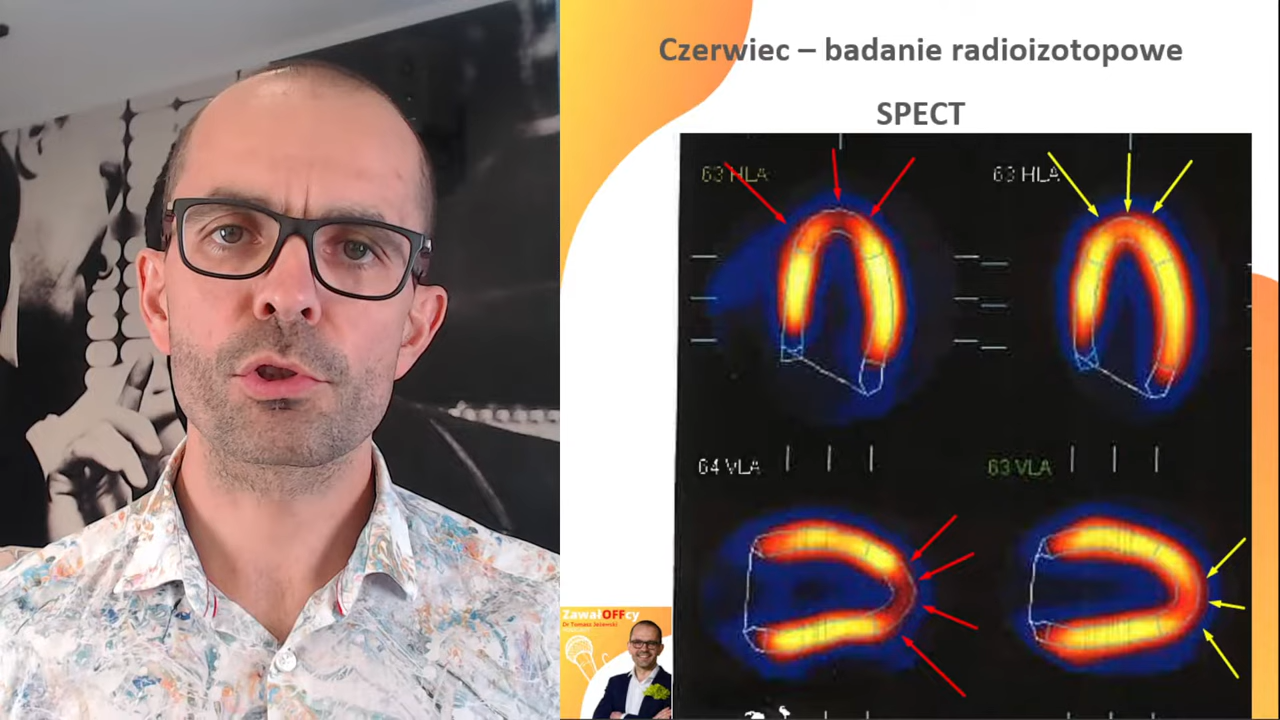 Czerwiec – badanie radioizotopowe
SPECT
63 HLA
63 HLA
64 VLA
63 VLA
ZawałOFFcy